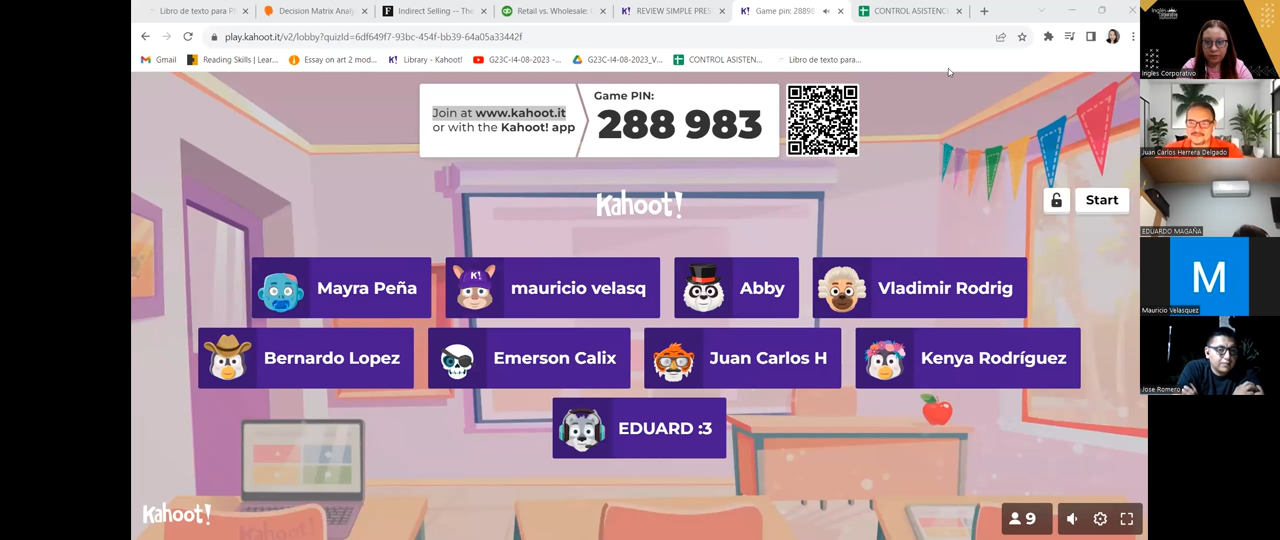 Libro de texto para P
Decision Matrix Anal
Indirect Selling -- The
Retail vs. Wholesale: C
REVIEW SIMPLE PRES
Game pin: 28898
CONTROL ASISTENC
play.kahoot.it/v2/lobby?quizId=6df649f7-93bc-454f-bb39-64a05a33442f
Gmail
Reading Skills | Lear...
Essay on art 2 mod...
Library - Kahoot!
G23C-I4-08-2023 -...
G23C-I4-08-2023_V...
CONTROL ASISTEN...
Libro de texto para...
Join at www.kahoot.it
or with the Kahoot! app
Game PIN:
288 983
Kahoot!
Start
Mayra Peña
mauricio velasq
Abby
Vladimir Rodrig
Bernardo Lopez
Emerson Calix
Juan Carlos H
Kenya Rodríguez
EDUARD :3
Kahoot!
9
Ingles Corporativo
Juan Carlos Herrera Delgado
EDUARDO MAGAÑA
M
Mauricio Velasquez
Jose Romero